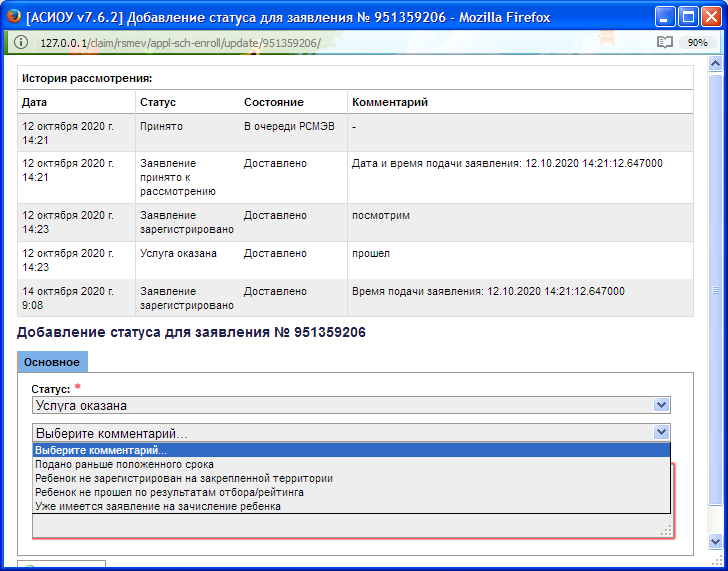 [АСИОУ v7.6.2] Добавление статуса для заявления № 951359206 - Mozilla Firefox
127.0.0.1/claim/rsmev/appl-sch-enroll/update/951359206/
90%
История рассмотрения:
Дата Статус Состояние Комментарий
12 октября 2020 г. Принято В очереди РСМЭВ -
14:21
12 октября 2020 г. Заявление Доставлено Дата и время подачи заявления: 12.10.2020 14:21:12.647000
14:21 принято к
рассмотрению
12 октября 2020 г. Заявление Доставлено посмотрим
14:23 зарегистрировано
12 октября 2020 г. Услуга оказана Доставлено прошел
14:23
14 октября 2020 г. Заявление Доставлено Время подачи заявления: 12.10.2020 14:21:12.647000
9:08 зарегистрировано
Добавление статуса для заявления № 951359206
Основное
Статус: *
Услуга оказана
Выберите комментарий...
Выберите комментарий...
Подано раньше положенного срока
Ребенок не зарегистрирован на закрепленной территории
Ребенок не прошел по результатам отбора/рейтинга
Уже имеется заявление на зачисление ребенка